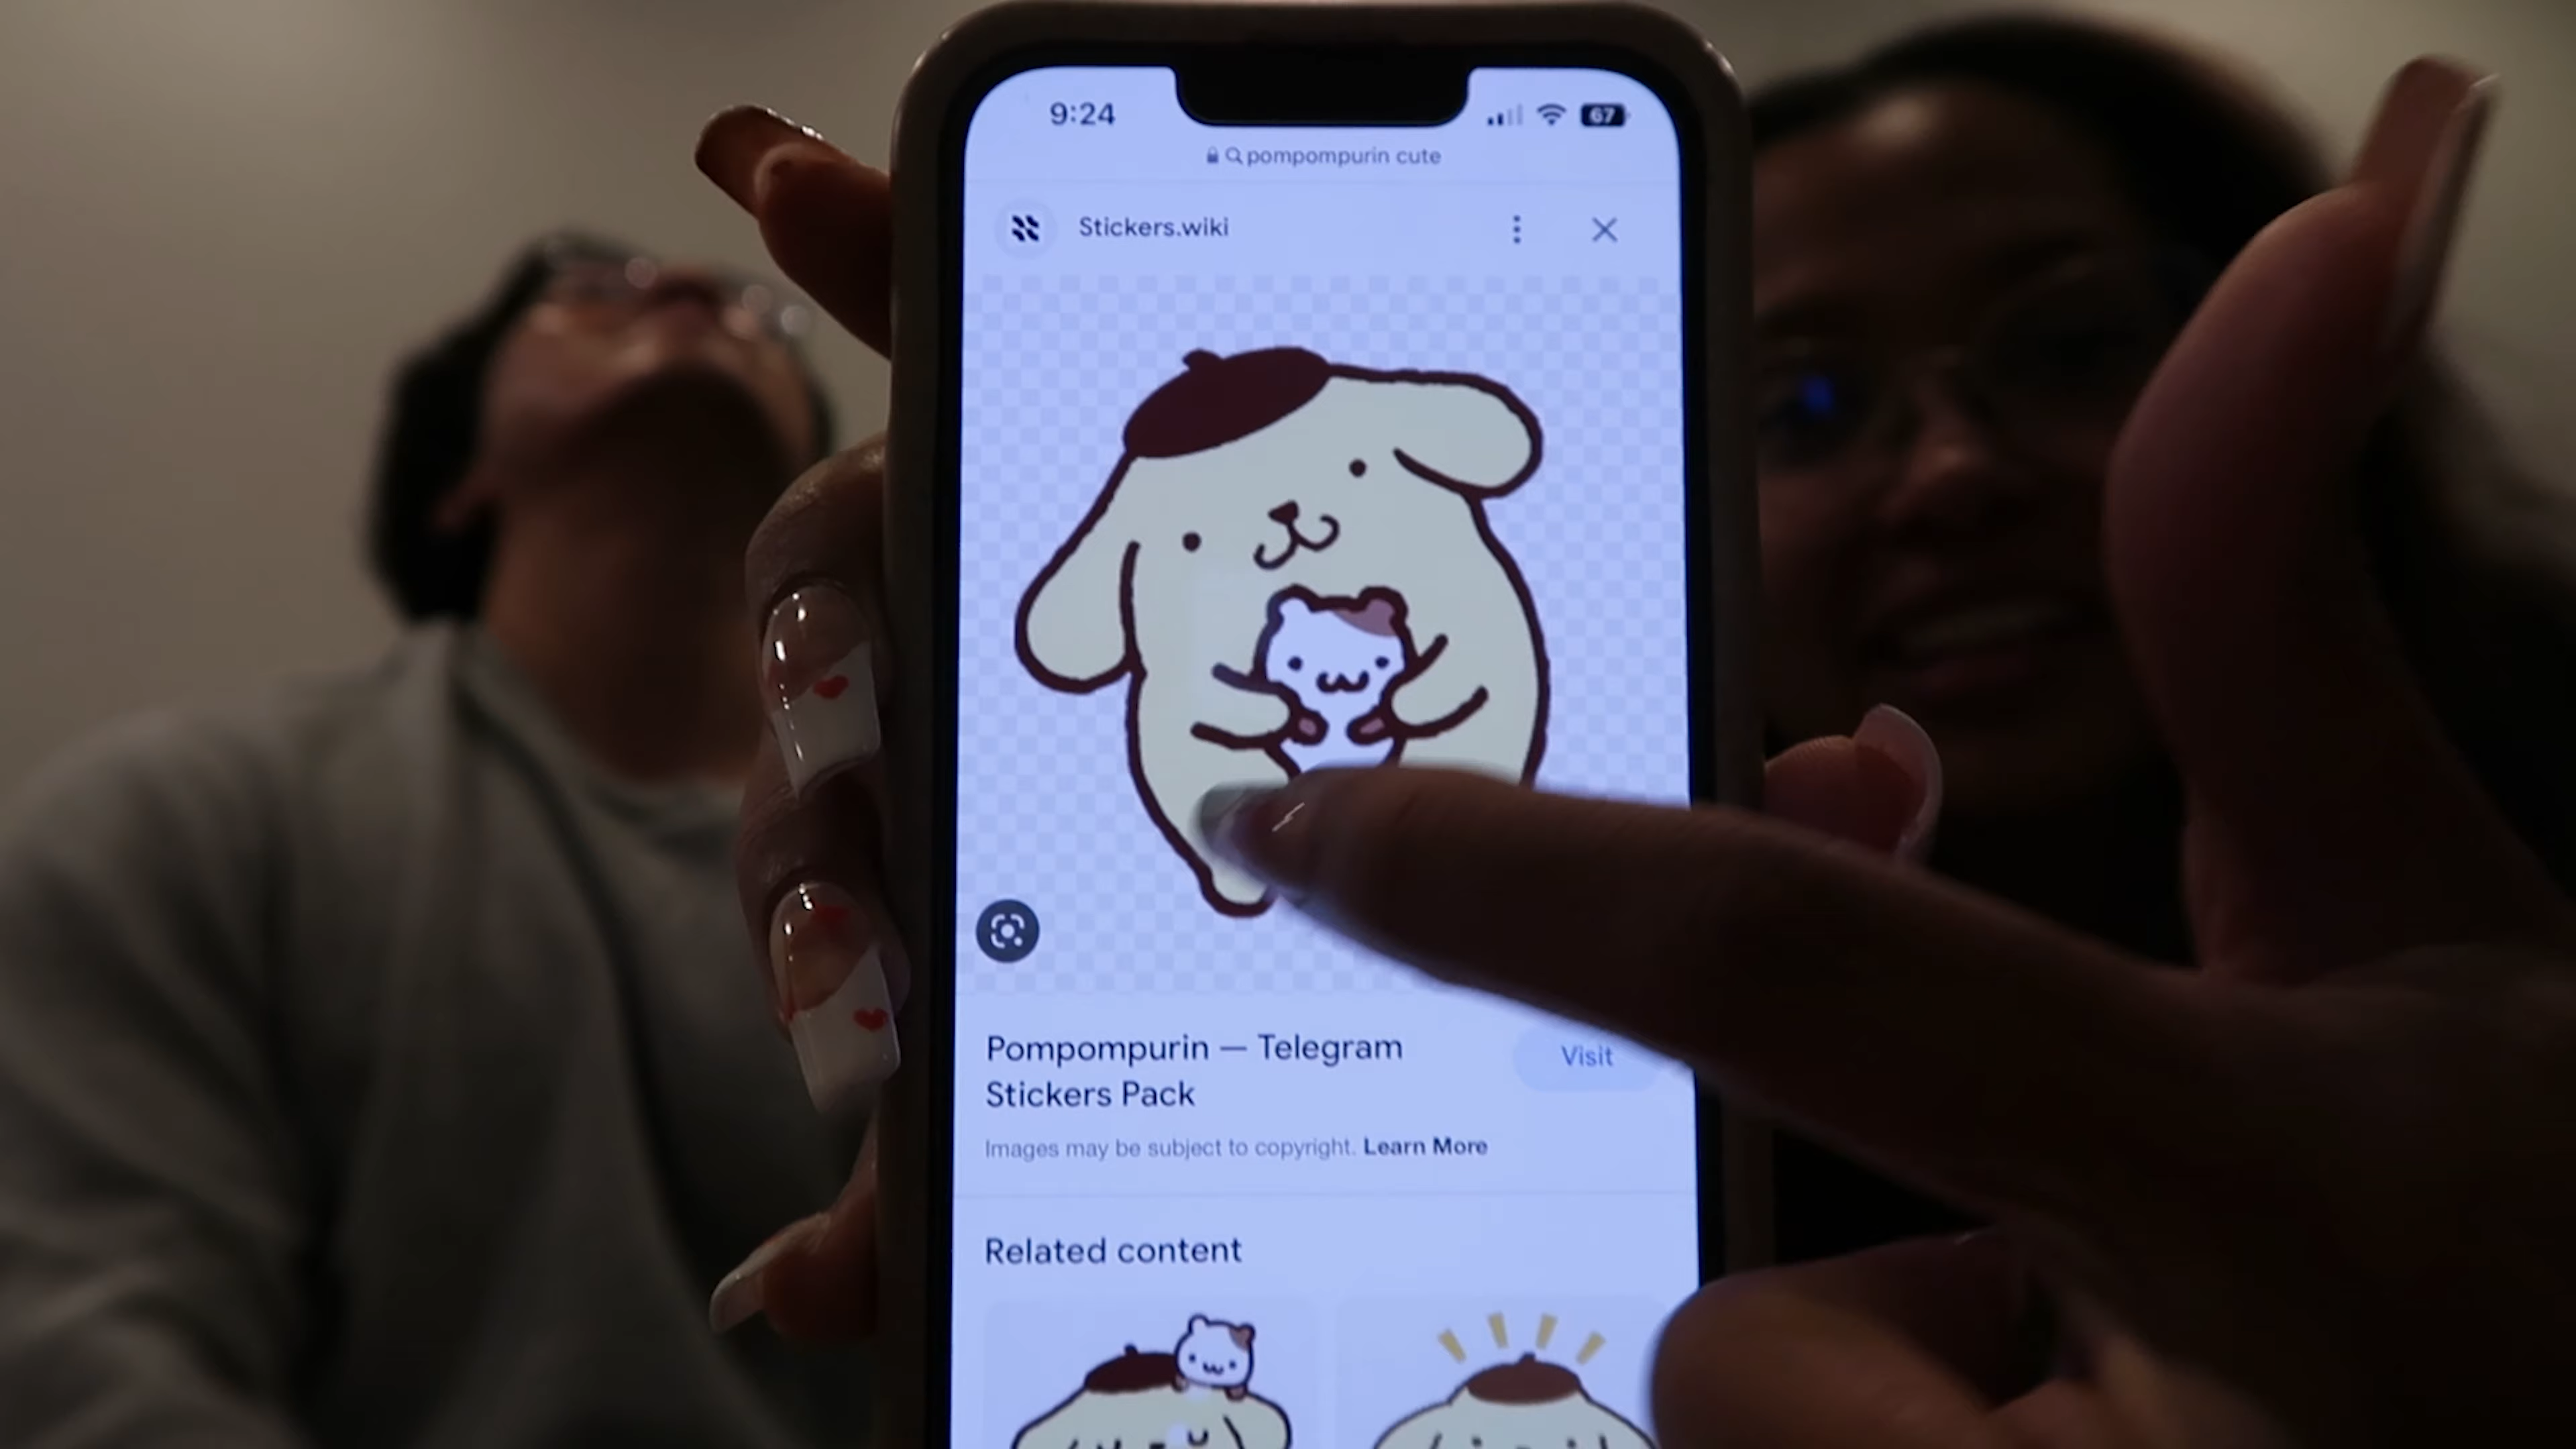 9:24
67
pompompurin cute
Stickers.wiki
Pompompurin — Telegram
Stickers Pack
Visit
Images may be subject to copyright. Learn More
Related content